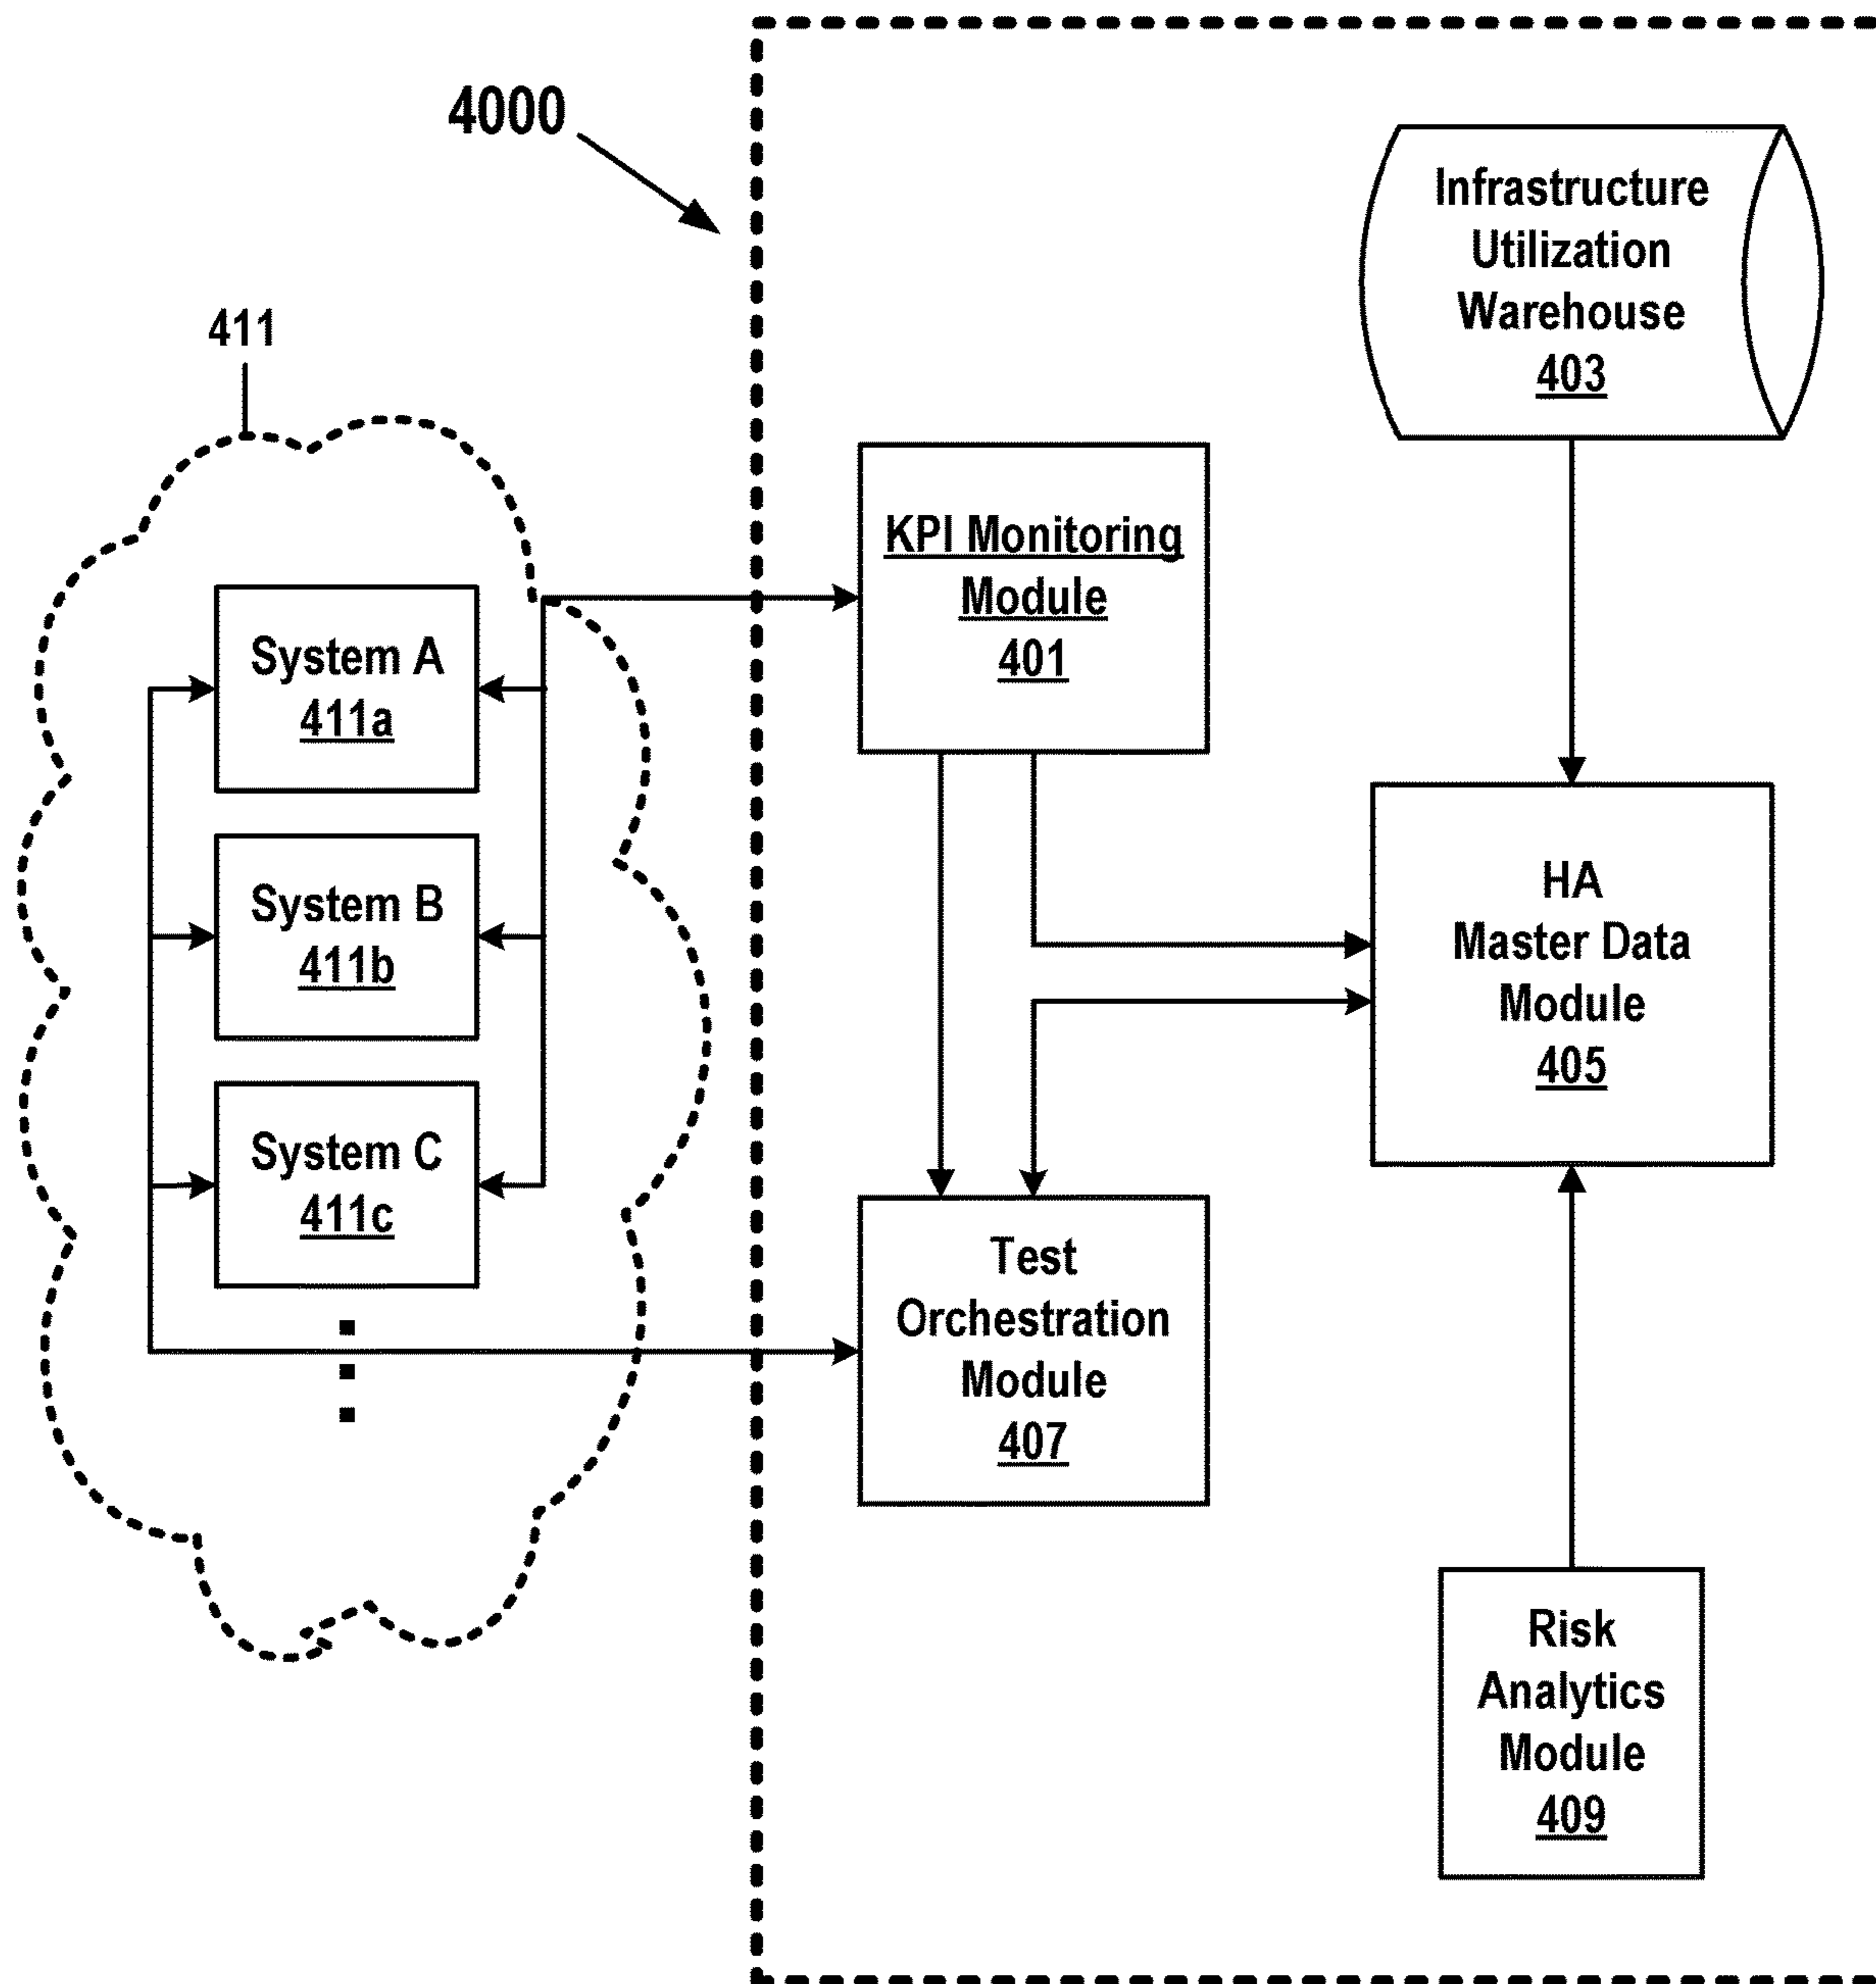 4000
Infrastructure
Utilization
Warehouse
403
411
KPI Monitoring
Module
401
System A
411a
System B
411b
System C
411c
HA
Master Data
Module
405
Test
Orchestration
Module
407
Risk
Analytics
Module
409